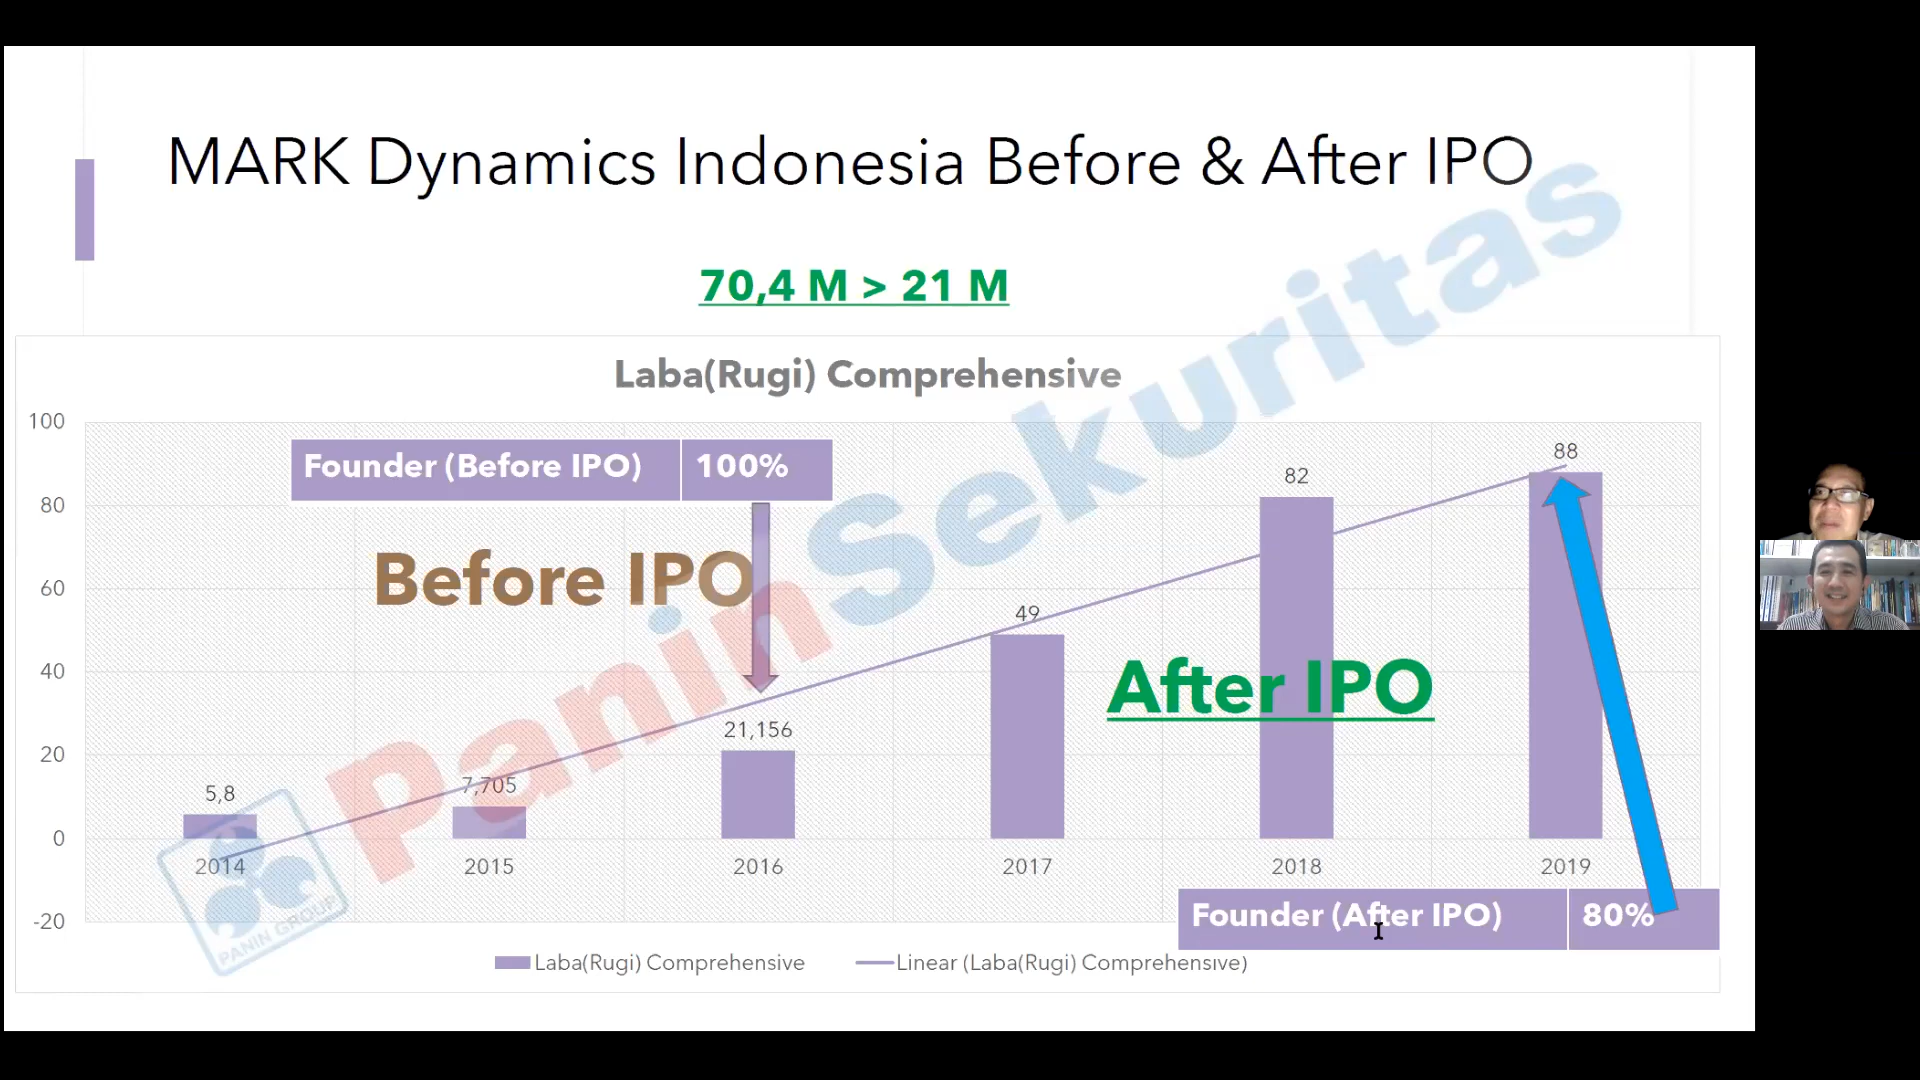 MARK Dynamics Indonesia Before & After IPO
70,4 M > 21 M
Laba(Rugi) Comprehensive
100
80
60
40
20
0
-20
Founder (Before IPO) 100%
Before IPO
After IPO
5,8
7,705
21,156
49
82
88
2014 2015 2016 2017 2018 2019
Founder (After IPO) 80%
Laba(Rugi) Comprehensive Linear (Laba(Rugi) Comprehensive)
PaninSekuritas
PANIN GROUP